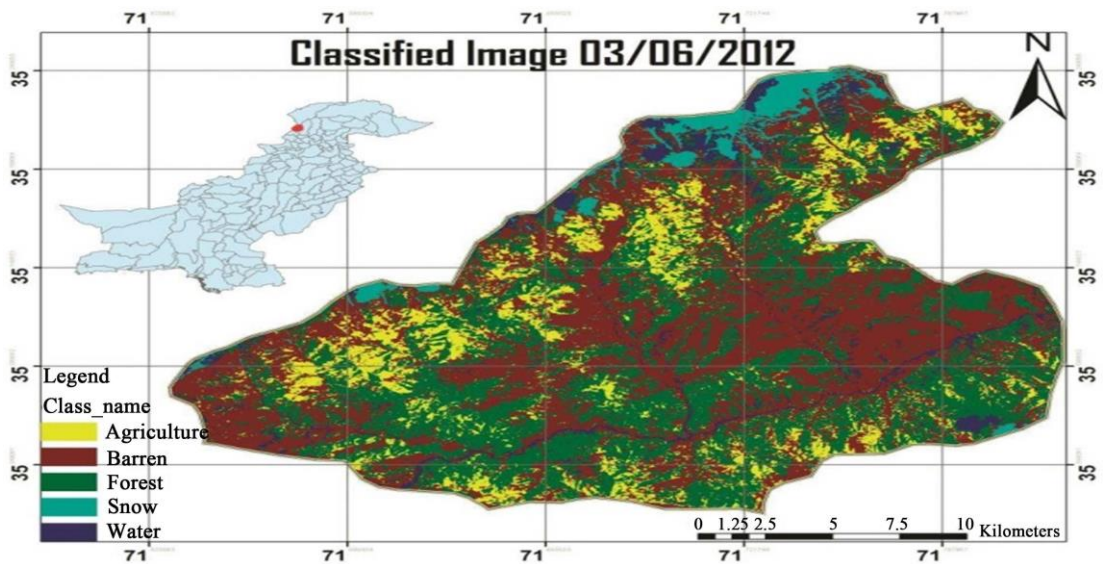 71 71 71 71 71
Classified Image 03/06/2012
N
35 35
35 35
35 35
35 35
35 35
Legend
Class_name
Agriculture
Barren
Forest
Snow
Water
0 1.25 2.5 5 7.5 10 Kilometers
71 71 71 71 71